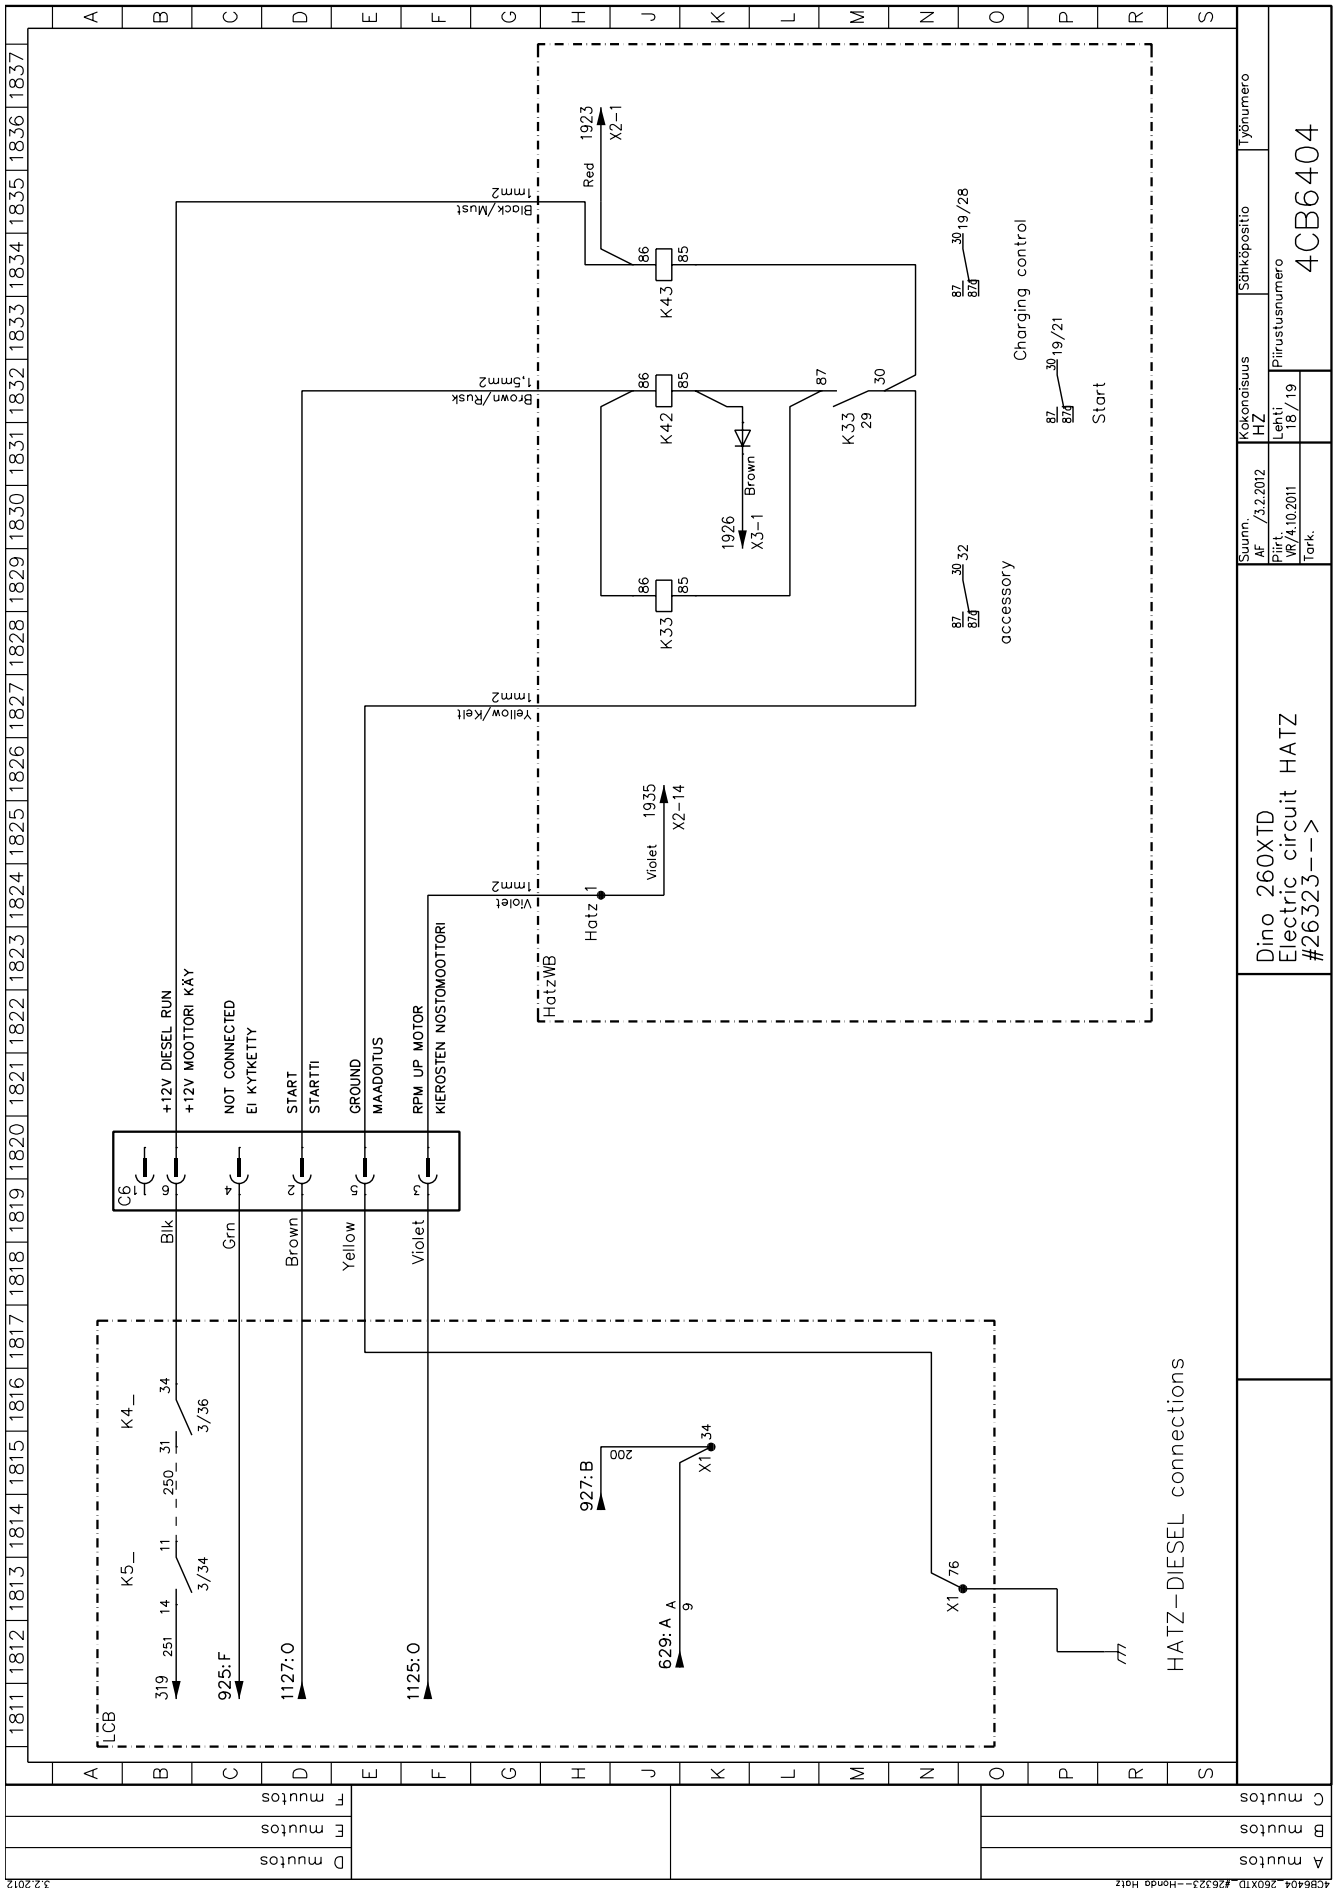 1811 1812 1813 1814 1815 1816 1817 1818 1819 1820 1821 1822 1823 1824 1825 1826 1827 1828 1829 1830 1831 1832 1833 1834 1835 1836 1837
A
B
C
D
E
F
G
H
J
K
L
M
N
O
P
R
S
A
B
C
D
E
F
G
H
J
K
L
M
N
O
P
R
S
LCB
K5_
K4_
319
251
14
11
250
31
34
3/34
3/36
925:F
1127:O
1125:O
927:B
200
X1 34
629:A
A
9
X1 76
HATZ-DIESEL connections
C6
1
6
4
2
5
3
Blk
Grn
Brown
Yellow
Violet
+12V DIESEL RUN
+12V MOOTTORI KÄY
NOT CONNECTED
EI KYTKETTY
START
STARTTI
GROUND
MAADOITUS
RPM UP MOTOR
KIEROSTEN NOSTOMOOTTORI
HatzWB
Violet
1mm2
Yellow/Kelt
1mm2
Brown/Rusk
1,5mm2
Black/Must
1mm2
Hatz 1
Violet
1935
X2-14
K33
86
85
K42
86
85
K43
86
85
Red
1923
X2-1
1926
X3-1
Brown
87
K33
29
30
87
87a
30
32
accessory
87
87a
30
19/21
Start
87
87a
30
19/28
Charging control
Dino 260XTD
Electric circuit HATZ
#26323-->
Suunn.
AF /3.2.2012
Piirt.
VR/4.10.2011
Tark.
Kokonaisuus
HZ
Lehti
18/19
Sähköpositio
Työnumero
Piirustusnumero
4CB6404
A muutos
B muutos
C muutos
D muutos
E muutos
F muutos
4CB6404_260XTD_#26323--Honda Hatz
3.2.2012